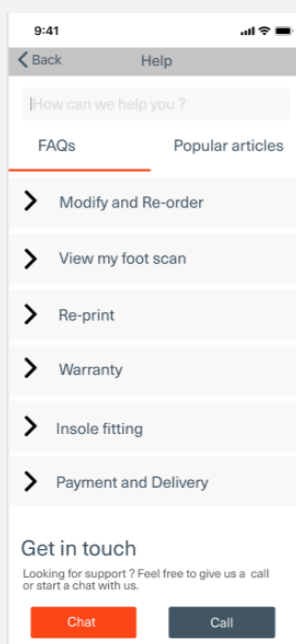 9:41
Back Help
How can we help you ?
FAQs Popular articles
Modify and Re-order
View my foot scan
Re-print
Warranty
Insole fitting
Payment and Delivery
Get in touch
Looking for support ? Feel free to give us a call
or start a chat with us.
Chat Call